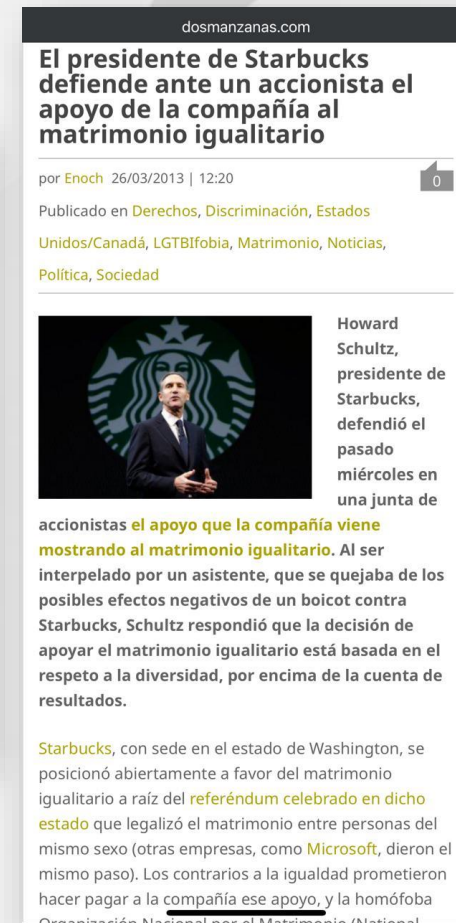 dosmanzanas.com
El presidente de Starbucks
defiende ante un accionista el
apoyo de la compañía al
matrimonio igualitario
por Enoch 26/03/2013 | 12:20
0
Publicado en Derechos, Discriminación, Estados
Unidos/Canadá, LGTBIfobia, Matrimonio, Noticias,
Política, Sociedad
Howard
Schultz,
presidente de
Starbucks,
defendió el
pasado
miércoles en
una junta de
accionistas el apoyo que la compañía viene
mostrando al matrimonio igualitario. Al ser
interpelado por un asistente, que se quejaba de los
posibles efectos negativos de un boicot contra
Starbucks, Schultz respondió que la decisión de
apoyar el matrimonio igualitario está basada en el
respeto a la diversidad, por encima de la cuenta de
resultados.
Starbucks, con sede en el estado de Washington, se
posicionó abiertamente a favor del matrimonio
igualitario a raíz del referéndum celebrado en dicho
estado que legalizó el matrimonio entre personas del
mismo sexo (otras empresas, como Microsoft, dieron el
mismo paso). Los contrarios a la igualdad prometieron
hacer pagar a la compañía ese apoyo, y la homófoba
Organización Nacional por el Matrimonio (National